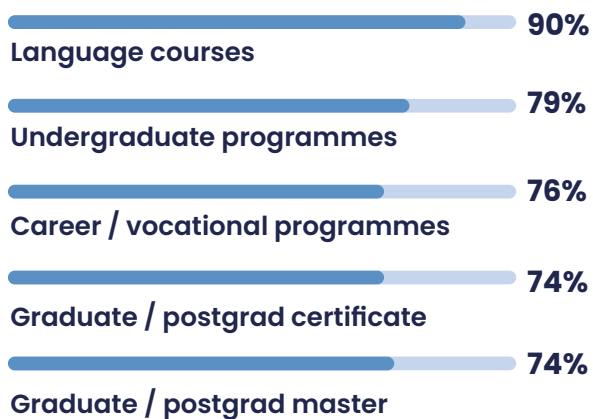 90%
Language courses
79%
Undergraduate programmes
76%
Career / vocational programmes
74%
Graduate / postgrad certificate
74%
Graduate / postgrad master